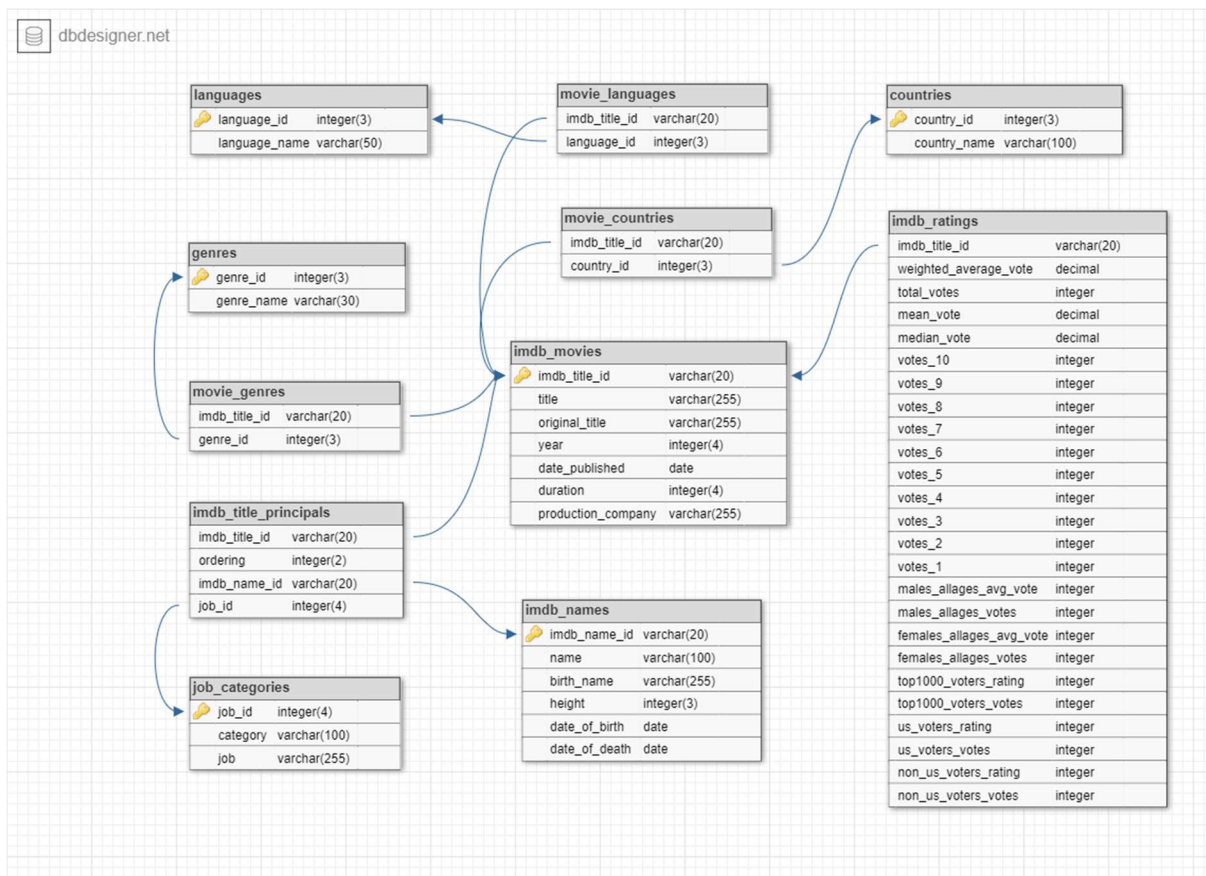 dbdesigner.net
languages
language_id integer(3)
language_name varchar(50)
movie_languages
imdb_title_id varchar(20)
language_id integer(3)
countries
country_id integer(3)
country_name varchar(100)
movie_countries
imdb_title_id varchar(20)
country_id integer(3)
imdb_ratings
imdb_title_id varchar(20)
weighted_average_vote decimal
total_votes integer
mean_vote decimal
median_vote decimal
votes_10 integer
votes_9 integer
votes_8 integer
votes_7 integer
votes_6 integer
votes_5 integer
votes_4 integer
votes_3 integer
votes_2 integer
votes_1 integer
males_allages_avg_vote integer
males_allages_votes integer
females_allages_avg_vote integer
females_allages_votes integer
top1000_voters_rating integer
top1000_voters_votes integer
us_voters_rating integer
us_voters_votes integer
non_us_voters_rating integer
non_us_voters_votes integer
genres
genre_id integer(3)
genre_name varchar(30)
imdb_movies
imdb_title_id varchar(20)
title varchar(255)
original_title varchar(255)
year integer(4)
date_published date
duration integer(4)
production_company varchar(255)
movie_genres
imdb_title_id varchar(20)
genre_id integer(3)
imdb_title_principals
imdb_title_id varchar(20)
ordering integer(2)
imdb_name_id varchar(20)
job_id integer(4)
imdb_names
imdb_name_id varchar(20)
name varchar(100)
birth_name varchar(255)
height integer(3)
date_of_birth date
date_of_death date
job_categories
job_id integer(4)
category varchar(100)
job varchar(255)